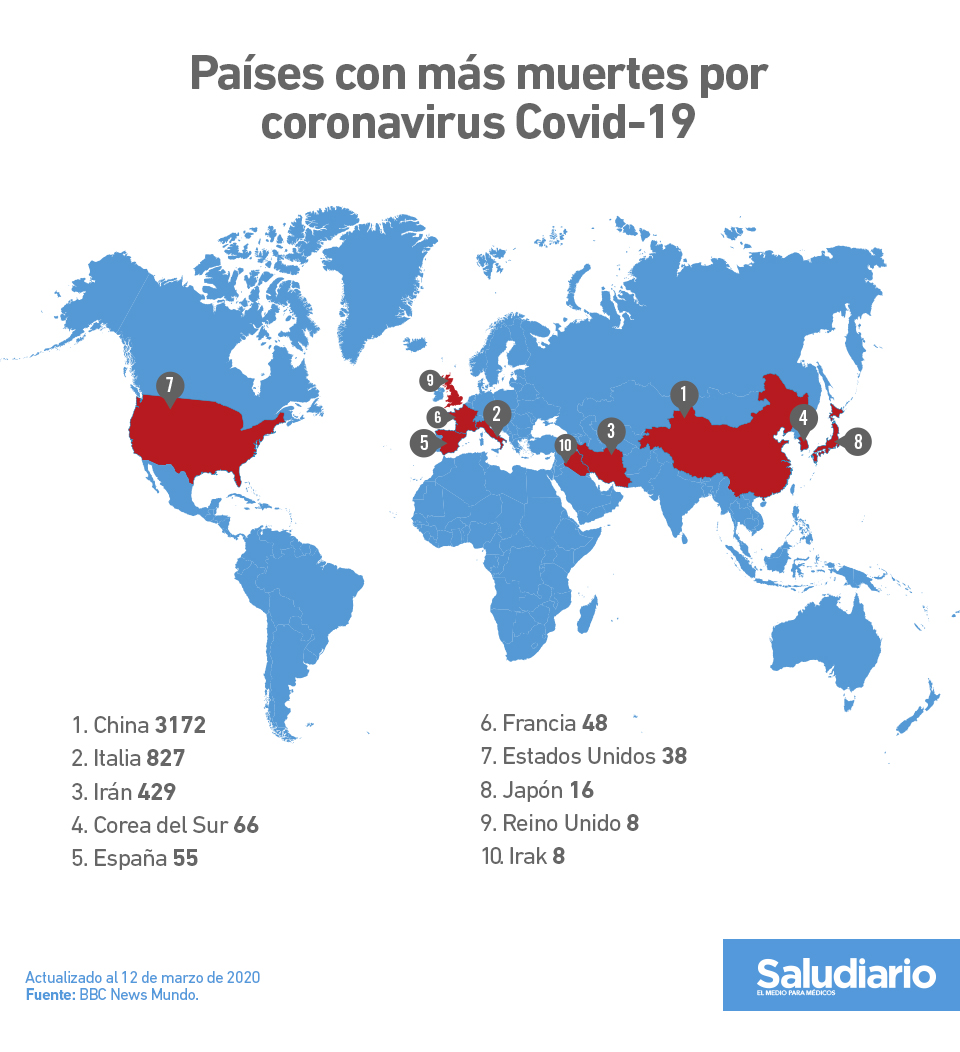 Países con más muertes por
coronavirus Covid-19
9
7
1
6
2
4
5
10
3
8
1. China 3172
2. Italia 827
3. Irán 429
4. Corea del Sur 66
5. España 55
6. Francia 48
7. Estados Unidos 38
8. Japón 16
9. Reino Unido 8
10. Irak 8
Actualizado al 12 de marzo de 2020
Fuente: BBC News Mundo.
Saludiario
EL MEDIO PARA MÉDICOS